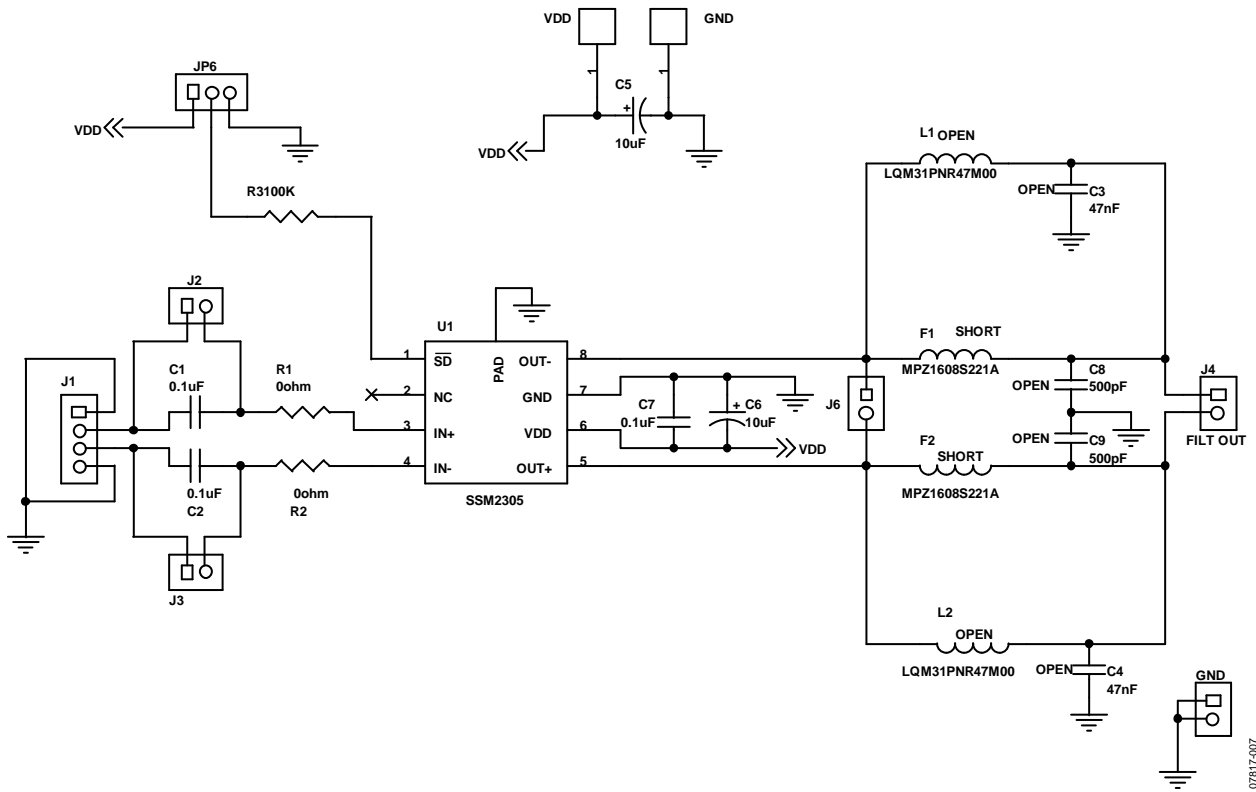 VDD
GND
1
1
C5
+
10uF
VDD
JP6
VDD
R3100K
L1 OPEN
LQM31PNR47M00
OPEN
C3
47nF
J2
U1
C1
0.1uF
R1
0ohm
J1
0.1uF
C2
0ohm
R2
J3
1
SD
2
NC
3
IN+
4
IN-
PAD
OUT-
8
GND
7
VDD
6
OUT+
5
SSM2305
C7
0.1uF
+
C6
10uF
VDD
J6
F1
SHORT
MPZ1608S221A
OPEN
C8
500pF
OPEN
C9
500pF
F2
SHORT
MPZ1608S221A
J4
FILT OUT
L2
OPEN
LQM31PNR47M00
OPEN
C4
47nF
GND
07817-007